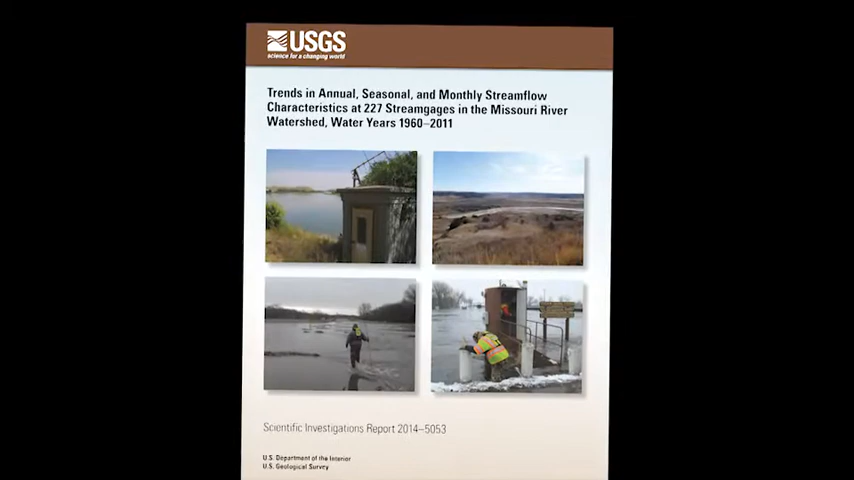 USGS
science for a changing world
Trends in Annual, Seasonal, and Monthly Streamflow
Characteristics at 227 Streamgages in the Missouri River
Watershed, Water Years 1960–2011
Scientific Investigations Report 2014–5053
U.S. Department of the Interior
U.S. Geological Survey